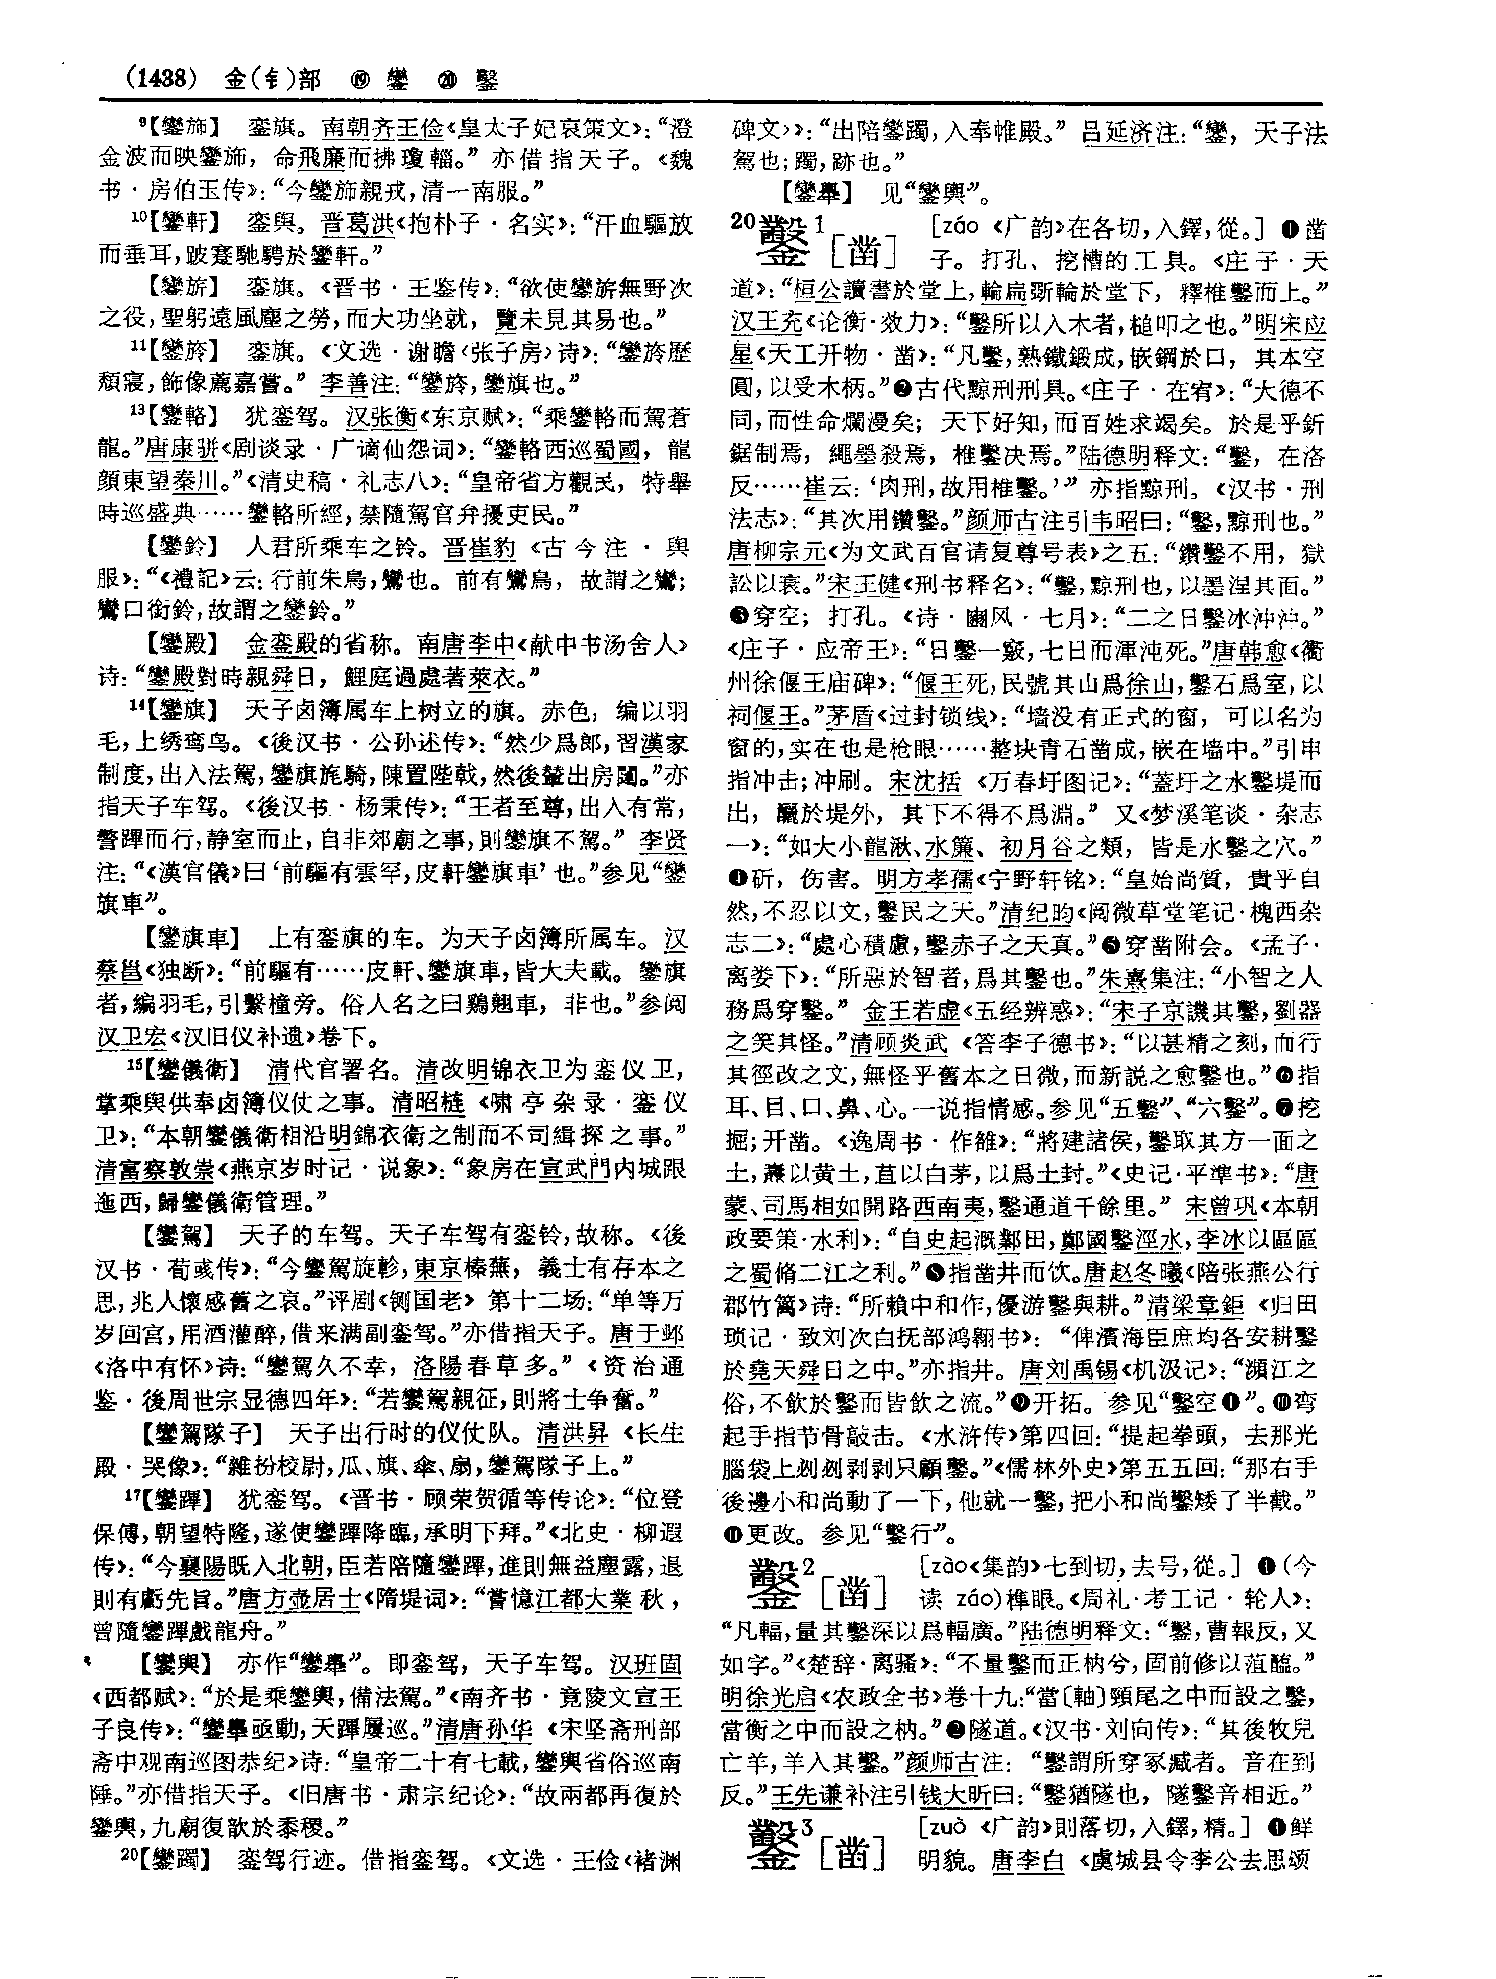 (1438) 金(钅)部 ⑲ 鑾 ⑳ 鑿
⁹【鑾斾】 銮旗。南朝齐王俭《皇太子妃哀策文》：“澄
金波而映鑾斾，命飛廉而拂瓊輜。”亦借指天子。《魏
书·房伯玉传》：“今鑾斾親戎，清一南服。”
¹⁰【鑾軒】 銮舆。晋葛洪《抱朴子·名实》：“汗血驅放
而垂耳，跛蹇馳騁於鑾軒。”
【鑾旂】 銮旗。《晋书·王鉴传》：“欲使鑾旂無野次
之役，聖躬遠風塵之勞，而大功坐就，覽未見其易也。”
¹¹【鑾旍】 銮旗。《文选·谢瞻〈张子房〉诗》：“鑾旍歷
頹寢，飾像薦嘉嘗。”李善注：“鑾旍，鑾旗也。”
¹³【鑾輅】 犹銮驾。汉张衡《东京赋》：“乘鑾輅而駕蒼
龍。”唐康骈《剧谈录·广谪仙怨词》：“鑾輅西巡蜀國，龍
顔東望秦川。”《清史稿·礼志八》：“皇帝省方觀民，特舉
時巡盛典……鑾輅所經，禁隨駕官弁擾吏民。”
【鑾鈴】 人君所乘车之铃。晋崔豹《古今注·舆
服》：“《禮記》云：行前朱鳥，鸞也。前有鸞鳥，故謂之鸞；
鸞口銜鈴，故謂之鑾鈴。”
【鑾殿】 金銮殿的省称。南唐李中《献中书汤舍人》
诗：“鑾殿對時親舜日，鯉庭過處著萊衣。”
¹⁴【鑾旗】 天子卤簿属车上树立的旗。赤色，编以羽
毛，上绣鸾鸟。《後汉书·公孙述传》：“然少爲郎，習漢家
制度，出入法駕，鑾旗旄騎，陳置陛戟，然後輦出房闥。”亦
指天子车驾。《後汉书·杨秉传》：“王者至尊，出入有常，
警蹕而行，静室而止，自非郊廟之事，則鑾旗不駕。”李贤
注：“《漢官儀》曰‘前驅有雲罕，皮軒鑾旗車’也。”参见“鑾
旗車”。
【鑾旗車】 上有銮旗的车。为天子卤簿所属车。汉
蔡邕《独断》：“前驅有……皮軒、鑾旗車，皆大夫載。鑾旗
者，編羽毛，引繫橦旁。俗人名之曰鷄翹車，非也。”参阅
汉卫宏《汉旧仪补遗》卷下。
¹⁵【鑾儀衛】 清代官署名。清改明锦衣卫为銮仪卫，
掌乘舆供奉卤簿仪仗之事。清昭梿《啸亭杂录·銮仪
卫》：“本朝鑾儀衛相沿明錦衣衛之制而不司緝探之事。”
清富察敦崇《燕京岁时记·说象》：“象房在宣武門内城跟
迤西，歸鑾儀衛管理。”
【鑾駕】 天子的车驾。天子车驾有銮铃，故称。《後
汉书·荀彧传》：“今鑾駕旋軫，東京榛蕪，義士有存本之
思，兆人懷感舊之哀。”评剧《铡国老》第十二场：“单等万
岁回宫，用酒灌醉，借来满副銮驾。”亦借指天子。唐于邺
《洛中有怀》诗：“鑾駕久不幸，洛陽春草多。”《资治通
鉴·後周世宗显德四年》：“若鑾駕親征，則將士争奮。”
【鑾駕隊子】 天子出行时的仪仗队。清洪昇《长生
殿·哭像》：“雜扮校尉，瓜、旗、傘、扇，鑾駕隊子上。”
¹⁷【鑾蹕】 犹銮驾。《晋书·顾荣贺循等传论》：“位登
保傅，朝望特隆，遂使鑾蹕降臨，承明下拜。”《北史·柳遐
传》：“今襄陽既入北朝，臣若陪隨鑾蹕，進則無益塵露，退
則有虧先旨。”唐方壶居士《隋堤词》：“嘗憶江都大業秋，
曾隨鑾蹕戲龍舟。”
【鑾輿】 亦作“鑾轝”。即銮驾，天子车驾。汉班固
《西都赋》：“於是乘鑾輿，備法駕。”《南齐书·竟陵文宣王
子良传》：“鑾轝亟動，天蹕屢巡。”清唐孙华《宋坚斋刑部
斋中观南巡图恭纪》诗：“皇帝二十有七載，鑾輿省俗巡南
陲。”亦借指天子。《旧唐书·肃宗纪论》：“故兩都再復於
鑾輿，九廟復歆於黍稷。”
²⁰【鑾躅】 銮驾行迹。借指銮驾。《文选·王俭〈褚渊
碑文〉》：“出陪鑾躅，入奉帷殿。”吕延济注：“鑾，天子法
駕也；躅，跡也。”
【鑾轝】 见“鑾輿”。
20鑿¹［凿］ ［záo 《广韵》在各切，入鐸，從。］❶凿
子。打孔、挖槽的工具。《庄子·天
道》：“桓公讀書於堂上，輪扁斲輪於堂下，釋椎鑿而上。”
汉王充《论衡·效力》：“鑿所以入木者，槌叩之也。”明宋应
星《天工开物·凿》：“凡鑿，熟鐵鍛成，嵌鋼於口，其本空
圓，以受木柄。”❷古代黥刑刑具。《庄子·在宥》：“大德不
同，而性命爛漫矣；天下好知，而百姓求竭矣。於是乎釿
鋸制焉，繩墨殺焉，椎鑿决焉。”陆德明释文：“鑿，在洛
反……崔云：‘肉刑，故用椎鑿。’”亦指黥刑。《汉书·刑
法志》：“其次用鑽鑿。”颜师古注引韦昭曰：“鑿，黥刑也。”
唐柳宗元《为文武百官请复尊号表》之五：“鑽鑿不用，獄
訟以衰。”宋王健《刑书释名》：“鑿，黥刑也，以墨涅其面。”
❸穿空；打孔。《诗·豳风·七月》：“二之日鑿冰沖沖。”
《庄子·应帝王》：“日鑿一竅，七日而渾沌死。”唐韩愈《衢
州徐偃王庙碑》：“偃王死，民號其山爲徐山，鑿石爲室，以
祠偃王。”茅盾《过封锁线》：“墙没有正式的窗，可以名为
窗的，实在也是枪眼……整块青石凿成，嵌在墙中。”引申
指冲击；冲刷。宋沈括《万春圩图记》：“蓋圩之水鑿堤而
出，釃於堤外，其下不得不爲淵。”又《梦溪笔谈·杂志
一》：“如大小龍湫、水簾、初月谷之類，皆是水鑿之穴。”
❹斫，伤害。明方孝孺《宁野轩铭》：“皇始尚質，貴乎自
然，不忍以文，鑿民之天。”清纪昀《阅微草堂笔记·槐西杂
志二》：“處心積慮，鑿赤子之天真。”❺穿凿附会。《孟子·
离娄下》：“所惡於智者，爲其鑿也。”朱熹集注：“小智之人
務爲穿鑿。”金王若虚《五经辨惑》：“宋子京譏其鑿，劉器
之笑其怪。”清顾炎武《答李子德书》：“以甚精之刻，而行
其徑改之文，無怪乎舊本之日微，而新説之愈鑿也。”❻指
耳、目、口、鼻、心。一说指情感。参见“五鑿”、“六鑿”。❼挖
掘；开凿。《逸周书·作雒》：“將建諸侯，鑿取其方一面之
土，燾以黄土，苴以白茅，以爲土封。”《史记·平準书》：“唐
蒙、司馬相如開路西南夷，鑿通道千餘里。”宋曾巩《本朝
政要策·水利》：“自史起溉鄴田，鄭國鑿涇水，李冰以區區
之蜀脩二江之利。”❽指凿井而饮。唐赵冬曦《陪张燕公行
郡竹篱》诗：“所賴中和作，優游鑿與耕。”清梁章鉅《归田
琐记·致刘次白抚部鸿翱书》：“俾濱海臣庶均各安耕鑿
於堯天舜日之中。”亦指井。唐刘禹锡《机汲记》：“瀕江之
俗，不飲於鑿而皆飲之流。”❾开拓。参见“鑿空❶”。❿弯
起手指节骨敲击。《水浒传》第四回：“提起拳頭，去那光
腦袋上剡剡剥剥只顧鑿。”《儒林外史》第五五回：“那右手
後邊小和尚動了一下，他就一鑿，把小和尚鑿矮了半截。”
⓫更改。参见“鑿行”。
鑿²［凿］ ［zào《集韵》七到切，去号，從。］❶（今
读 záo）榫眼。《周礼·考工记·轮人》：
“凡輻，量其鑿深以爲輻廣。”陆德明释文：“鑿，曹報反，又
如字。”《楚辞·离骚》：“不量鑿而正枘兮，固前修以菹醢。”
明徐光启《农政全书》卷十九：“當〔軸〕頸尾之中而設之鑿，
當衡之中而設之枘。”❷隧道。《汉书·刘向传》：“其後牧兒
亡羊，羊入其鑿。”颜师古注：“鑿謂所穿冢臧者。音在到
反。”王先谦补注引钱大昕曰：“鑿猶隧也，隧鑿音相近。”
鑿³［凿］ ［zuò 《广韵》則落切，入鐸，精。］❶鲜
明貌。唐李白《虞城县令李公去思颂